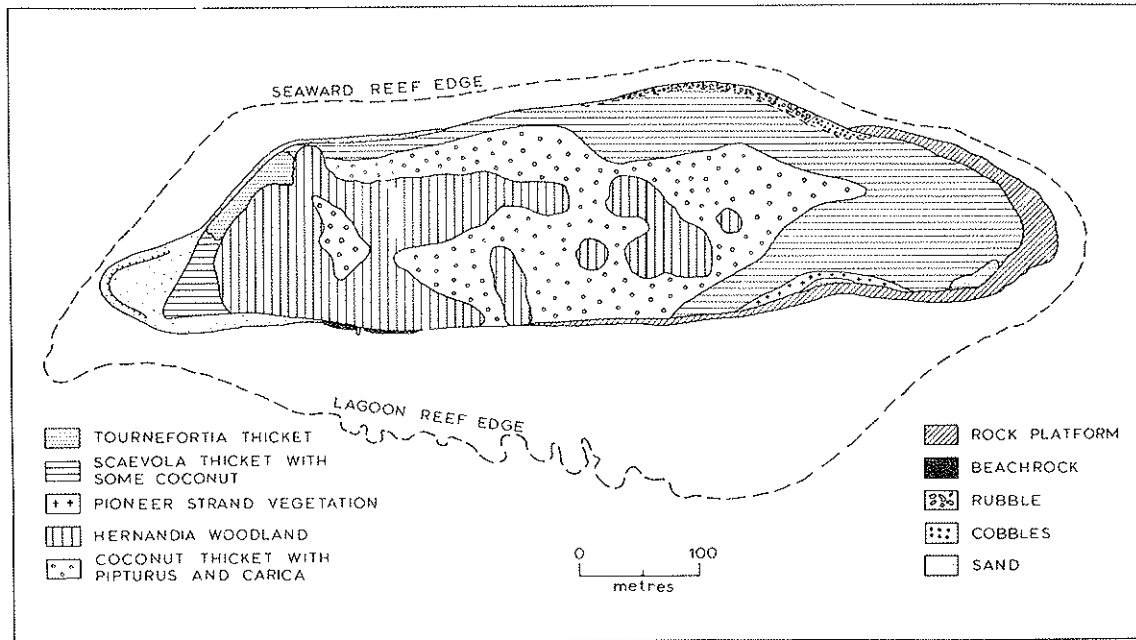 SEAWARD REEF EDGE
LAGOON REEF EDGE
TOURNEFORTIA THICKET
SCAEVOLA THICKET WITH
SOME COCONUT
PIONEER STRAND VEGETATION
HERNANDIA WOODLAND
COCONUT THICKET WITH
PIPTURUS AND CARICA
0 100
metres
ROCK PLATFORM
BEACHROCK
RUBBLE
COBBLES
SAND